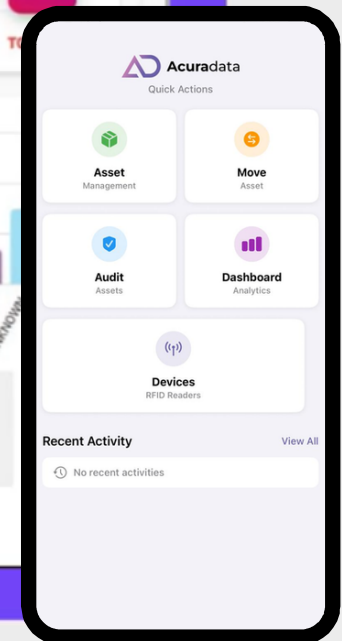 TO
Acuradata
Quick Actions
Asset
Management
Move
Asset
Audit
Assets
Dashboard
Analytics
Devices
RFID Readers
Recent Activity
View All
No recent activities